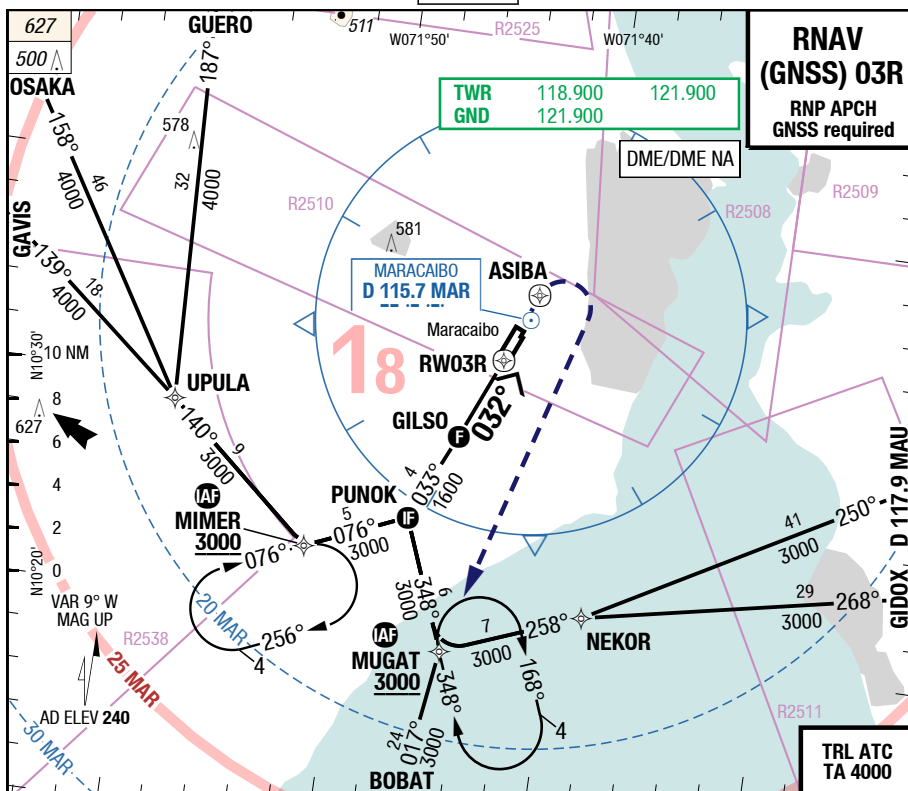 627
500
GUERO
511
R2525
W071°50'
W071°40'
RNAV
(GNSS) 03R
RNP APCH
GNSS required
TWR 118.900 121.900
GND 121.900
DME/DME NA
OSAKA
158°
46
4000
187°
578
32
4000
GAVIS
139°
18
4000
R2510
581
R2508
R2509
MARACAIBO
D 115.7 MAR
ASIBA
Maracaibo
RW03R
18
N10°30'
10 NM
8
6
4
2
0
627
UPULA
140°
9
3000
GILSO
F
032°
4
033°
1600
IAF
MIMER
3000
PUNOK
IF
5
076°
3000
076°
256°
4
N10°20'
VAR 9° W
MAG UP
R2538
20 MAR
25 MAR
30 MAR
AD ELEV 240
6
348°
3000
IAF
MUGAT
3000
7
3000
258°
NEKOR
41
3000
250°
D 117.9 MAU
29
3000
268°
GIDOX
168°
348°
4
24
017°
3000
BOBAT
R2511
TRL ATC
TA 4000